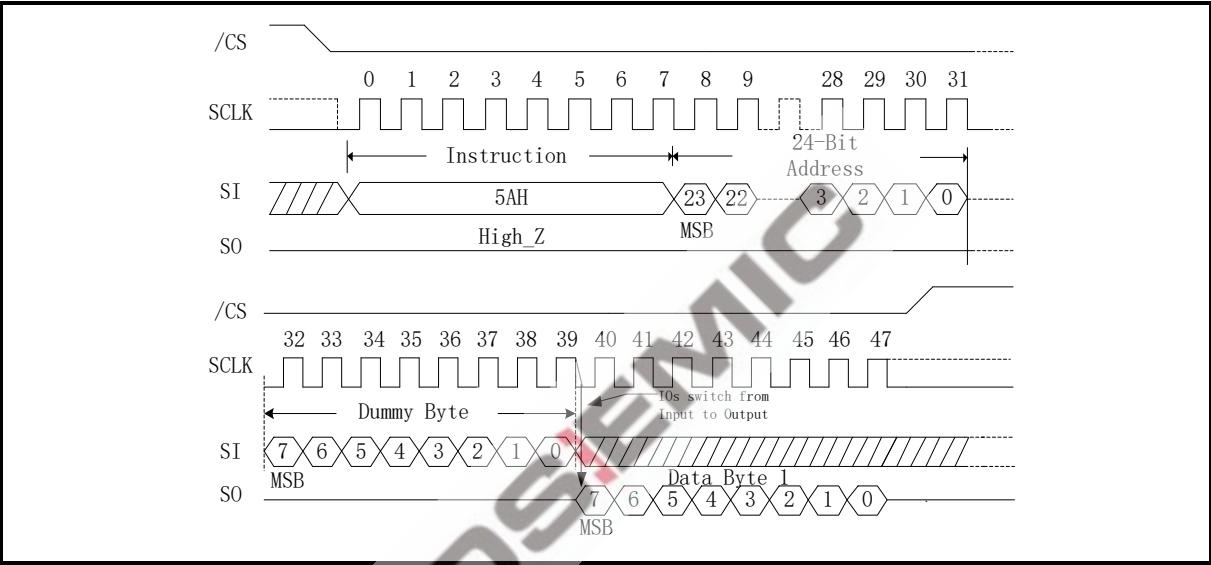 /CS
0 1 2 3 4 5 6 7 8 9 28 29 30 31
SCLK
Instruction
24-Bit
Address
SI
5AH
23 22 3 2 1 0
MSB
High_Z
SO
/CS
32 33 34 35 36 37 38 39 40 41 42 43 44 45 46 47
SCLK
Dummy Byte
IOs switch from
Input to Output
SI
7 6 5 4 3 2 1 0
MSB
Data Byte 1
SO
7 6 5 4 3 2 1 0
MSB